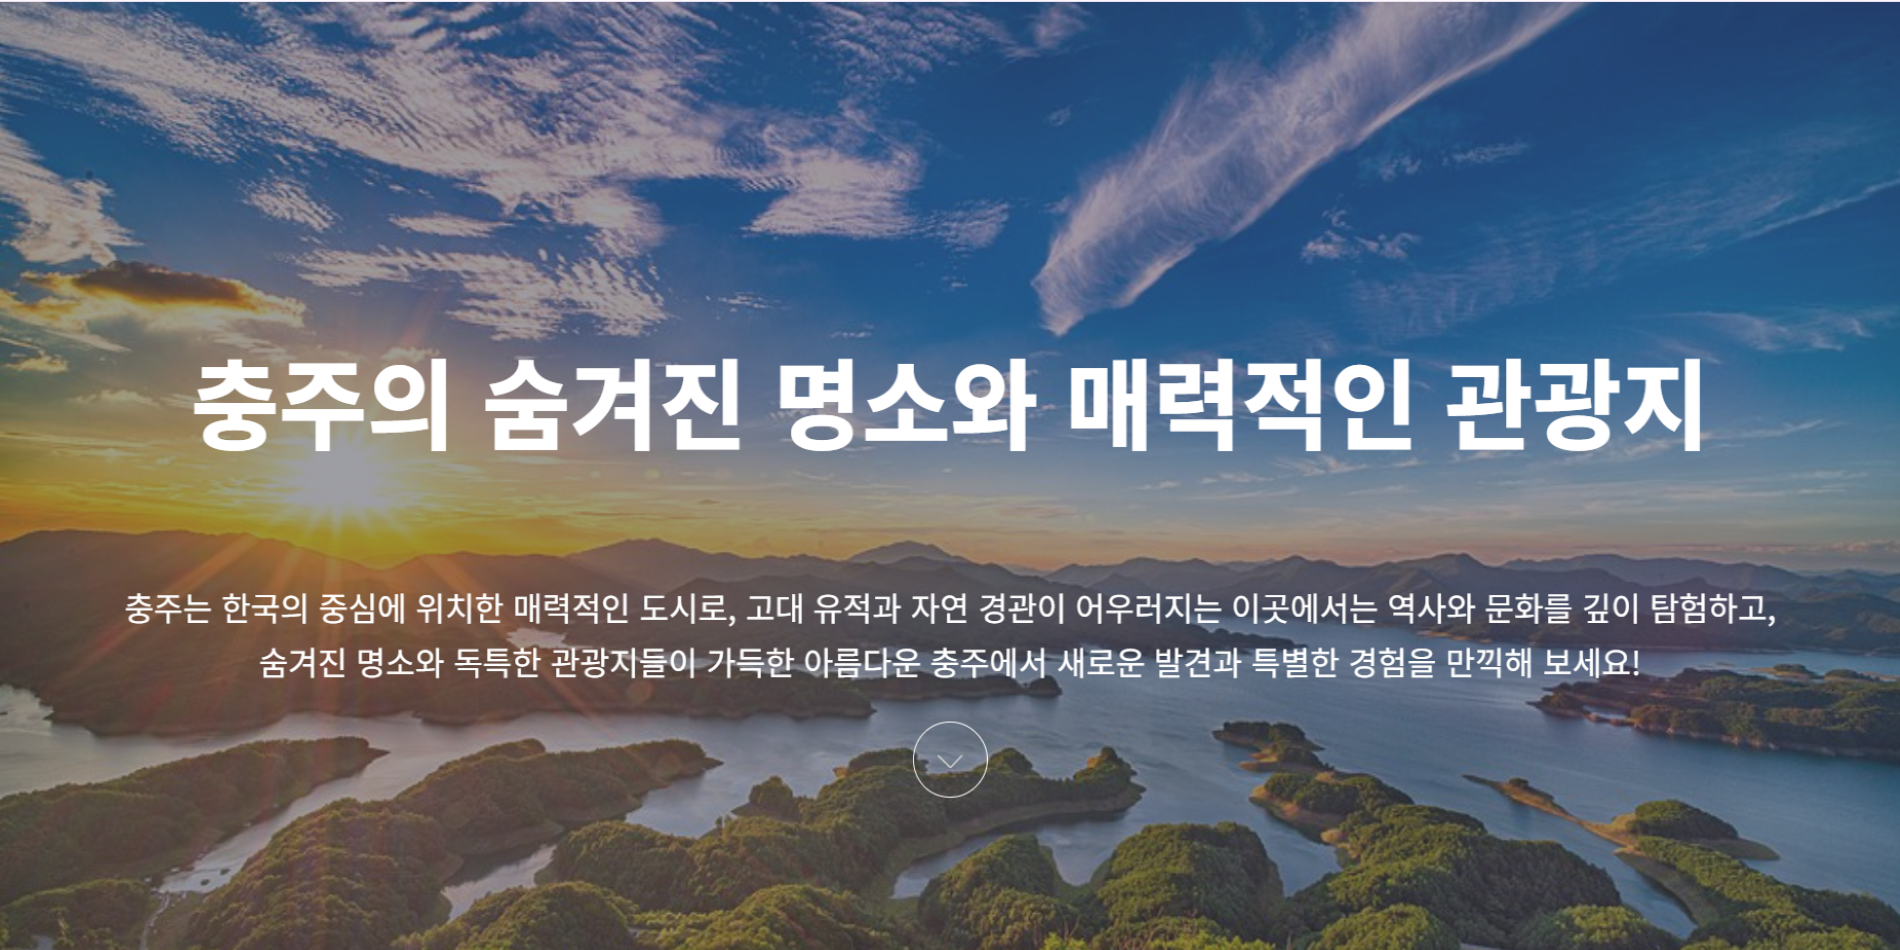 충주의 숨겨진 명소와 매력적인 관광지
충주는 한국의 중심에 위치한 매력적인 도시로, 고대 유적과 자연 경관이 어우러지는 이곳에서는 역사와 문화를 깊이 탐험하고,
숨겨진 명소와 독특한 관광지들이 가득한 아름다운 충주에서 새로운 발견과 특별한 경험을 만끽해 보세요!